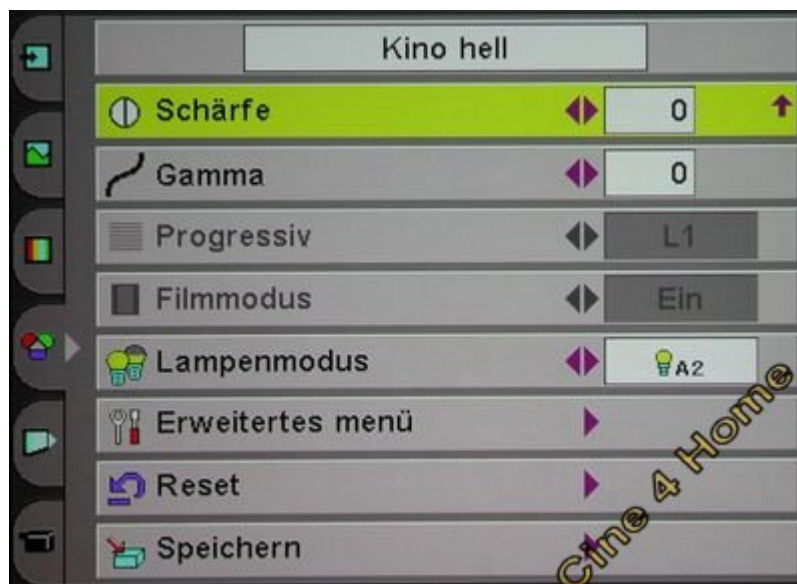 Kino hell
Schärfe 0
Gamma 0
Progressiv L1
Filmmodus Ein
Lampenmodus A2
Erweitertes menü
Reset
Speichern
Cine 4 Home